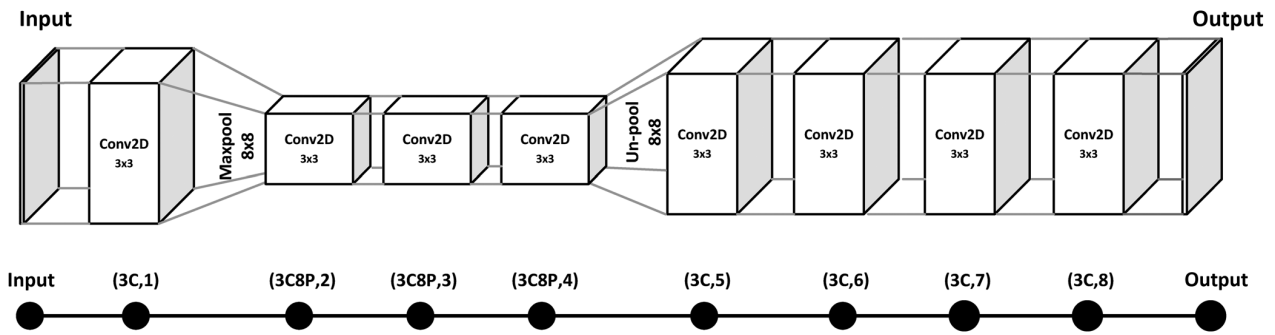 Input
Output
Conv2D
3x3
Maxpool
8x8
Conv2D
3x3
Conv2D
3x3
Conv2D
3x3
Un-pool
8x8
Conv2D
3x3
Conv2D
3x3
Conv2D
3x3
Conv2D
3x3
Input (3C,1) (3C8P,2) (3C8P,3) (3C8P,4) (3C,5) (3C,6) (3C,7) (3C,8) Output